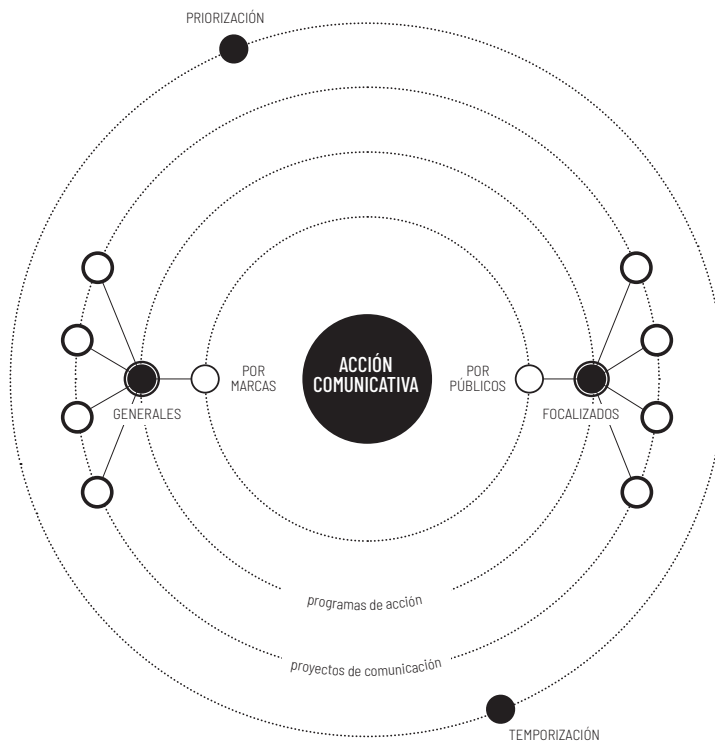 PRIORIZACIÓN
POR
MARCAS
ACCIÓN
COMUNICATIVA
POR
PÚBLICOS
GENERALES
FOCALIZADOS
programas de acción
proyectos de comunicación
TEMPORIZACIÓN